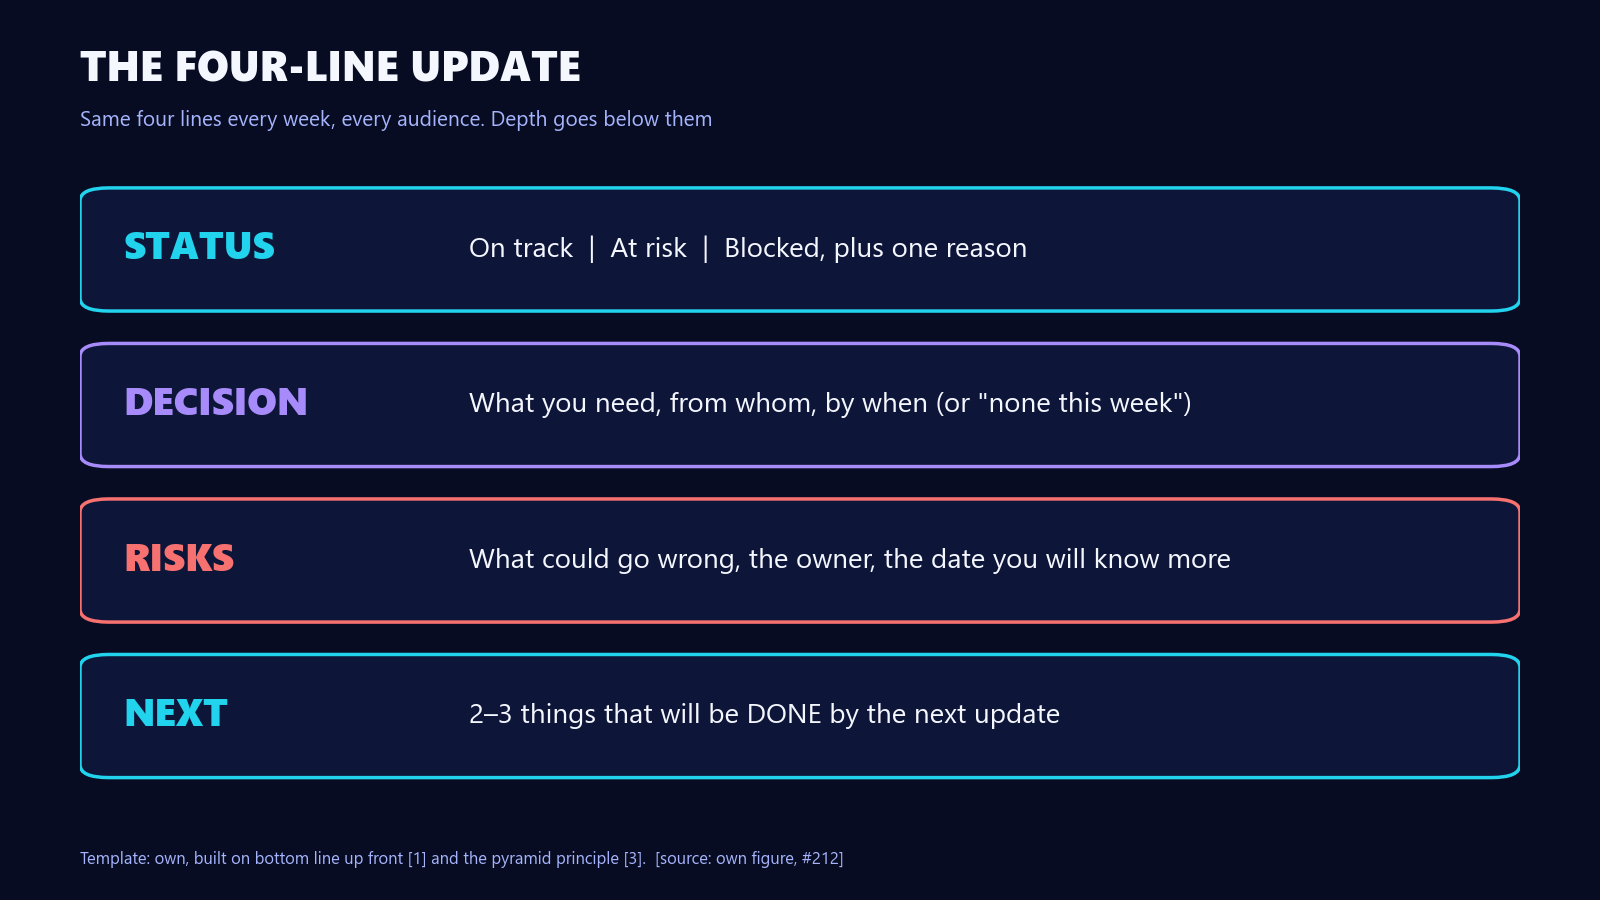 THE FOUR-LINE UPDATE
Same four lines every week, every audience. Depth goes below them
STATUS
On track | At risk | Blocked, plus one reason
DECISION
What you need, from whom, by when (or "none this week")
RISKS
What could go wrong, the owner, the date you will know more
NEXT
2–3 things that will be DONE by the next update
Template: own, built on bottom line up front [1] and the pyramid principle [3]. [source: own figure, #212]